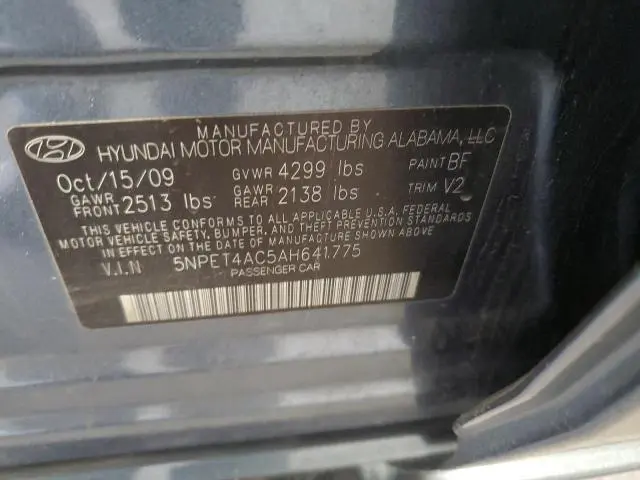 MANUFACTURED BY
HYUNDAI MOTOR MANUFACTURING ALABAMA, LLC
Oct/15/09 GVWR 4299 lbs PAINT BF
GAWR FRONT 2513 lbs GAWR REAR 2138 lbs TRIM V2
THIS VEHICLE CONFORMS TO ALL APPLICABLE U.S.A. FEDERAL
MOTOR VEHICLE SAFETY, BUMPER, AND THEFT PREVENTION
STANDARDS IN EFFECT ON THE DATE OF MANUFACTURE SHOWN ABOVE.
V.I.N 5NPET4AC5AH641775
PASSENGER CAR